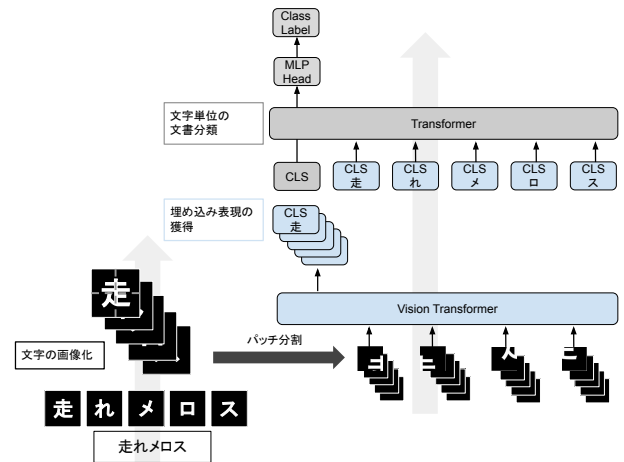 Class
Label
MLP
Head
文字単位の
文書分類
Transformer
CLS
CLS
走
CLS
れ
CLS
メ
CLS
ロ
CLS
ス
埋め込み表現の
獲得
CLS
走
Vision Transformer
走
文字の画像化
パッチ分割
走 れ メ ロ ス
走れメロス